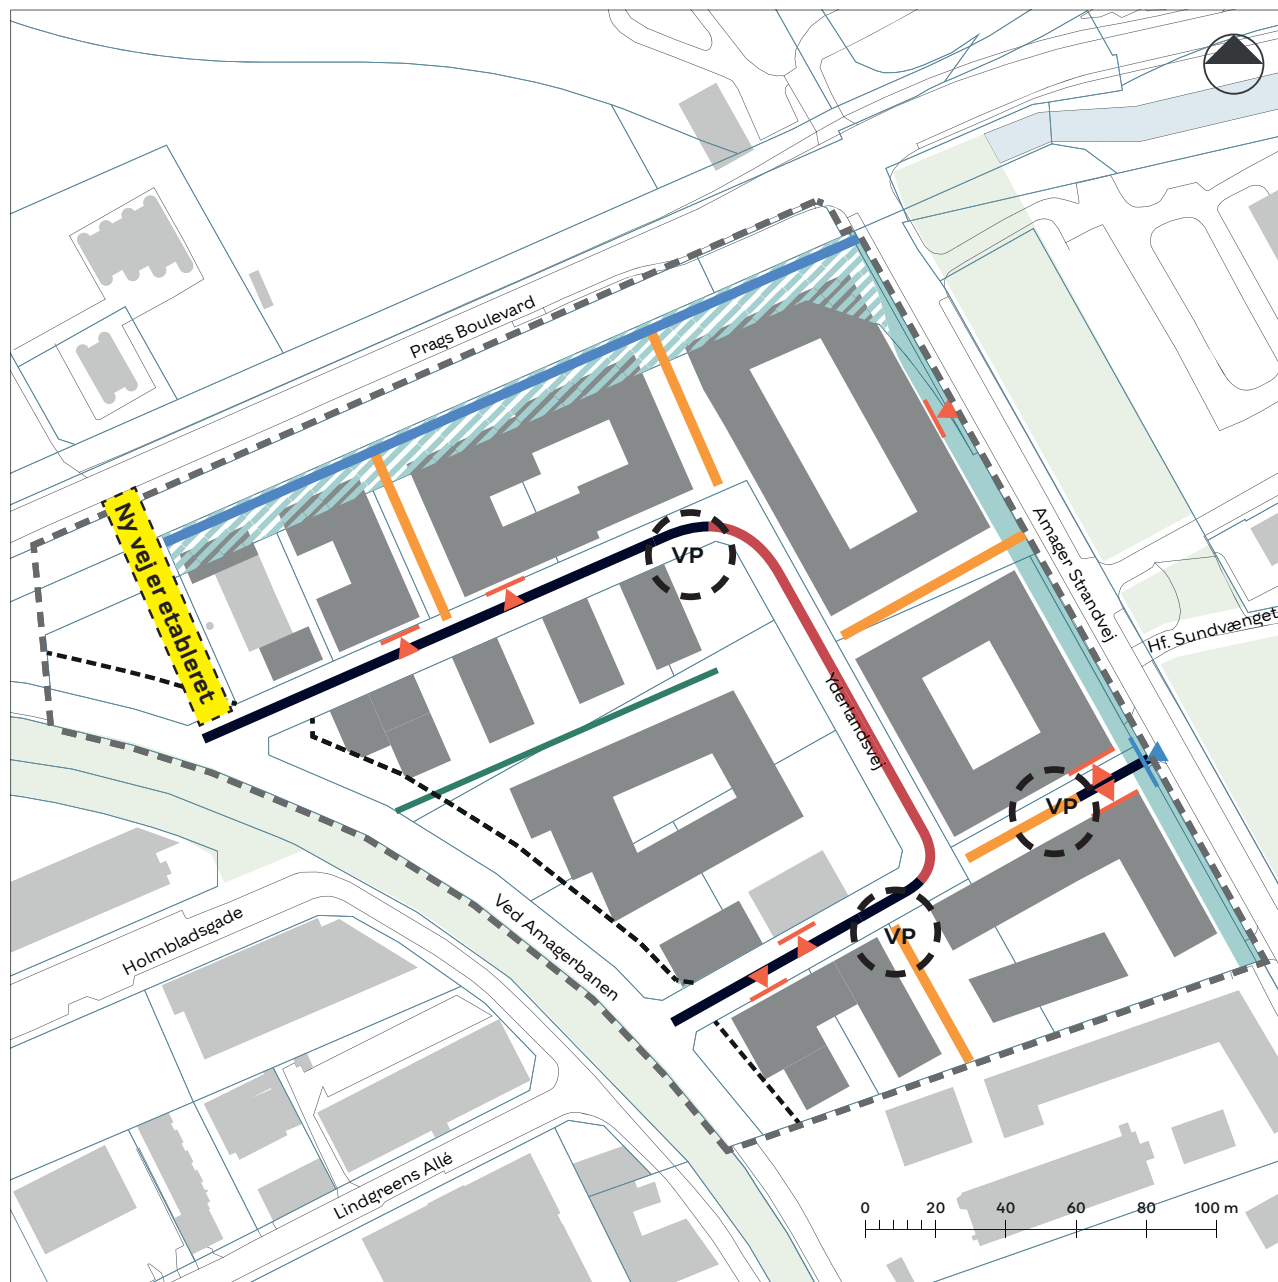 Prags Boulevard
Ny vej er etableret
Amager Strandvej
Hf. Sundvænget
VP
Yderlandsvej
VP
VP
Ved Amagerbanen
Holmbladsgade
Lindgreens Allé
0 20 40 60 80 100 m